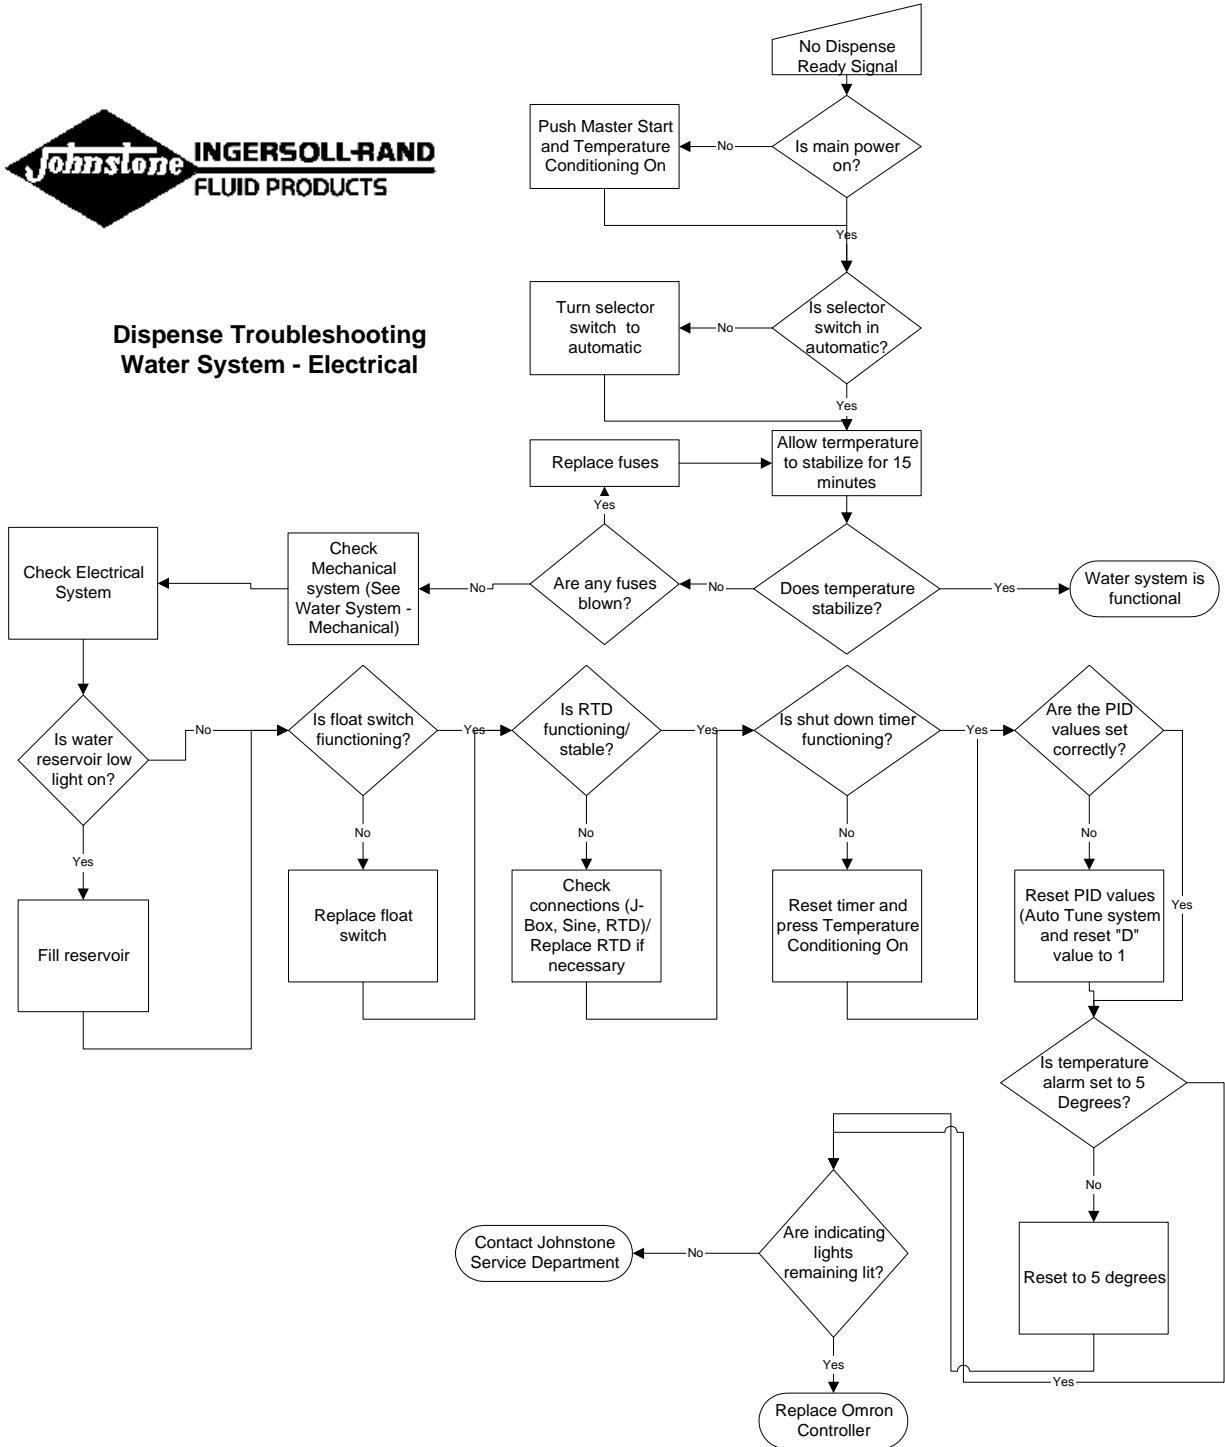 No Dispense
Ready Signal
Push Master Start
and Temperature
Conditioning On
No
Is main power
on?
Johnstone
INGERSOLL-RAND
FLUID PRODUCTS
Yes
Dispense Troubleshooting
Water System - Electrical
Turn selector
switch to
automatic
No
Is selector
switch in
automatic?
Yes
Replace fuses
Allow termperature
to stabilize for 15
minutes
Yes
Check Electrical
System
Check
Mechanical
system (See
Water System -
Mechanical)
No
Are any fuses
blown?
No
Does temperature
stabilize?
Yes
Water system is
functional
Is water
reservoir low
light on?
No
Is float switch
fiunctioning?
Yes
Is RTD
functioning/
stable?
Yes
Is shut down timer
functioning?
Yes
Are the PID
values set
correctly?
Yes
No
No
No
No
Fill reservoir
Replace float
switch
Check
connections (J-
Box, Sine, RTD)/
Replace RTD if
necessary
Reset timer and
press Temperature
Conditioning On
Reset PID values
(Auto Tune system
and reset "D"
value to 1
Yes
Is temperature
alarm set to 5
Degrees?
No
Contact Johnstone
Service Department
No
Are indicating
lights
remaining lit?
Reset to 5 degrees
Yes
Yes
Replace Omron
Controller